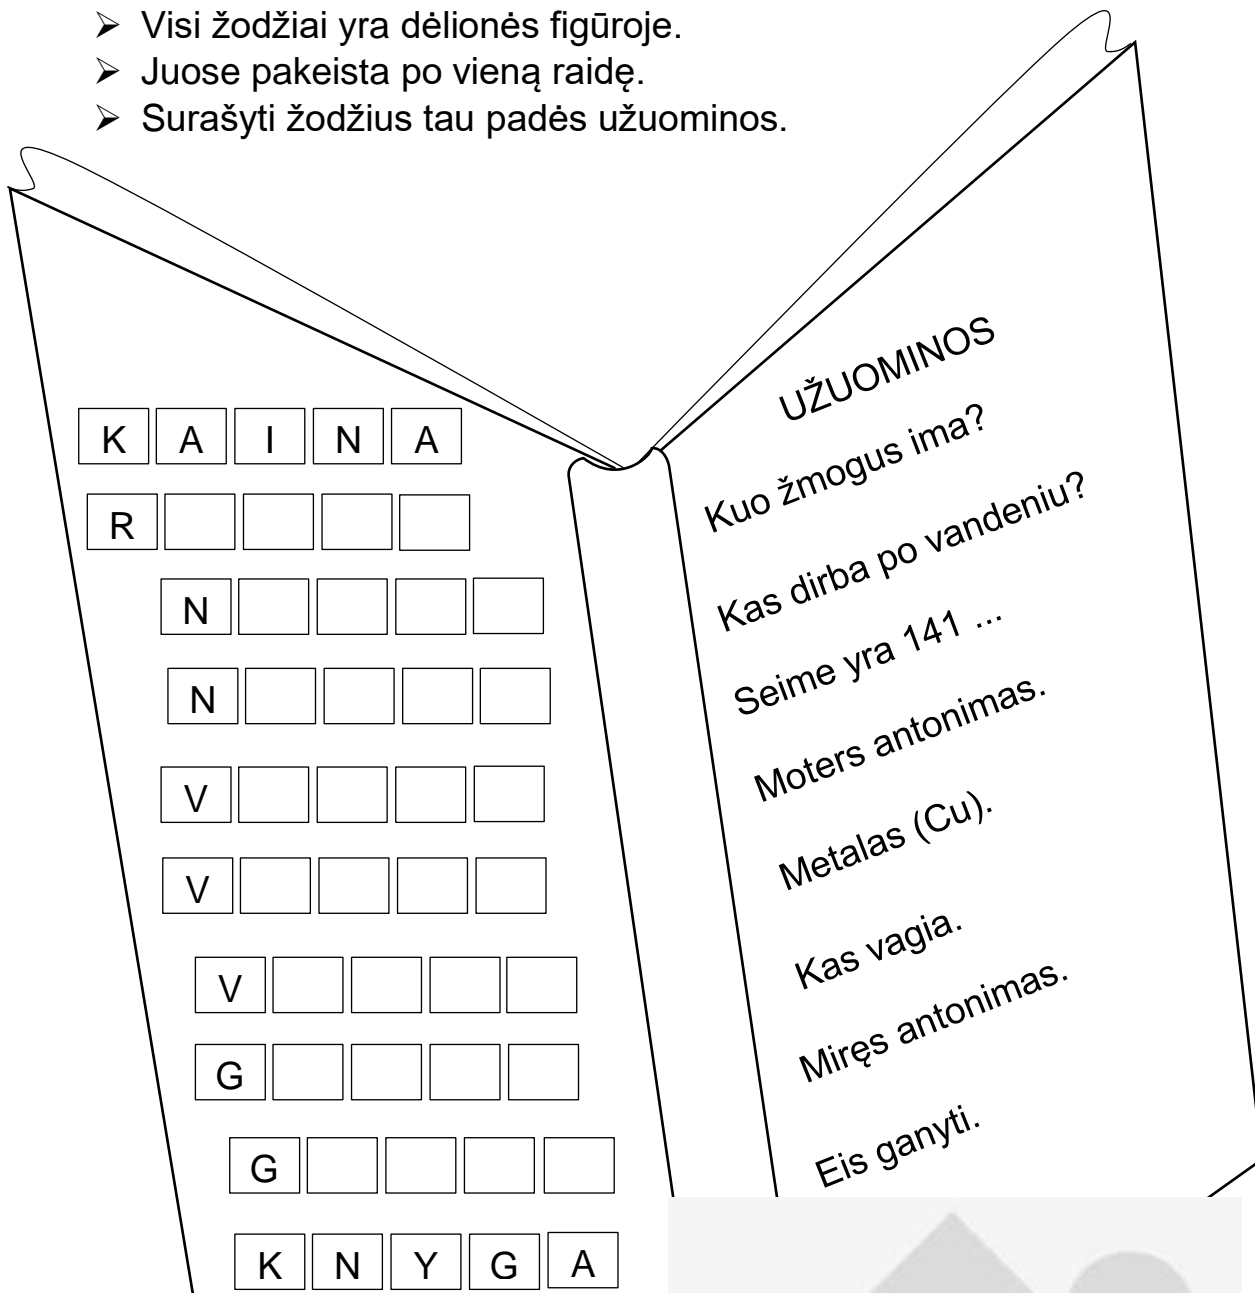 ➢ Visi žodžiai yra dėlionės figūroje.
➢ Juose pakeista po vieną raidę.
➢ Surašyti žodžius tau padės užuominos.
K A I N A
R
N
N
V
V
V
G
G
K N Y G A
UŽUOMINOS
Kuo žmogus ima?
Kas dirba po vandeniu?
Seime yra 141 ...
Moters antonimas.
Metalas (Cu).
Kas vagia.
Miręs antonimas.
Eis ganyti.